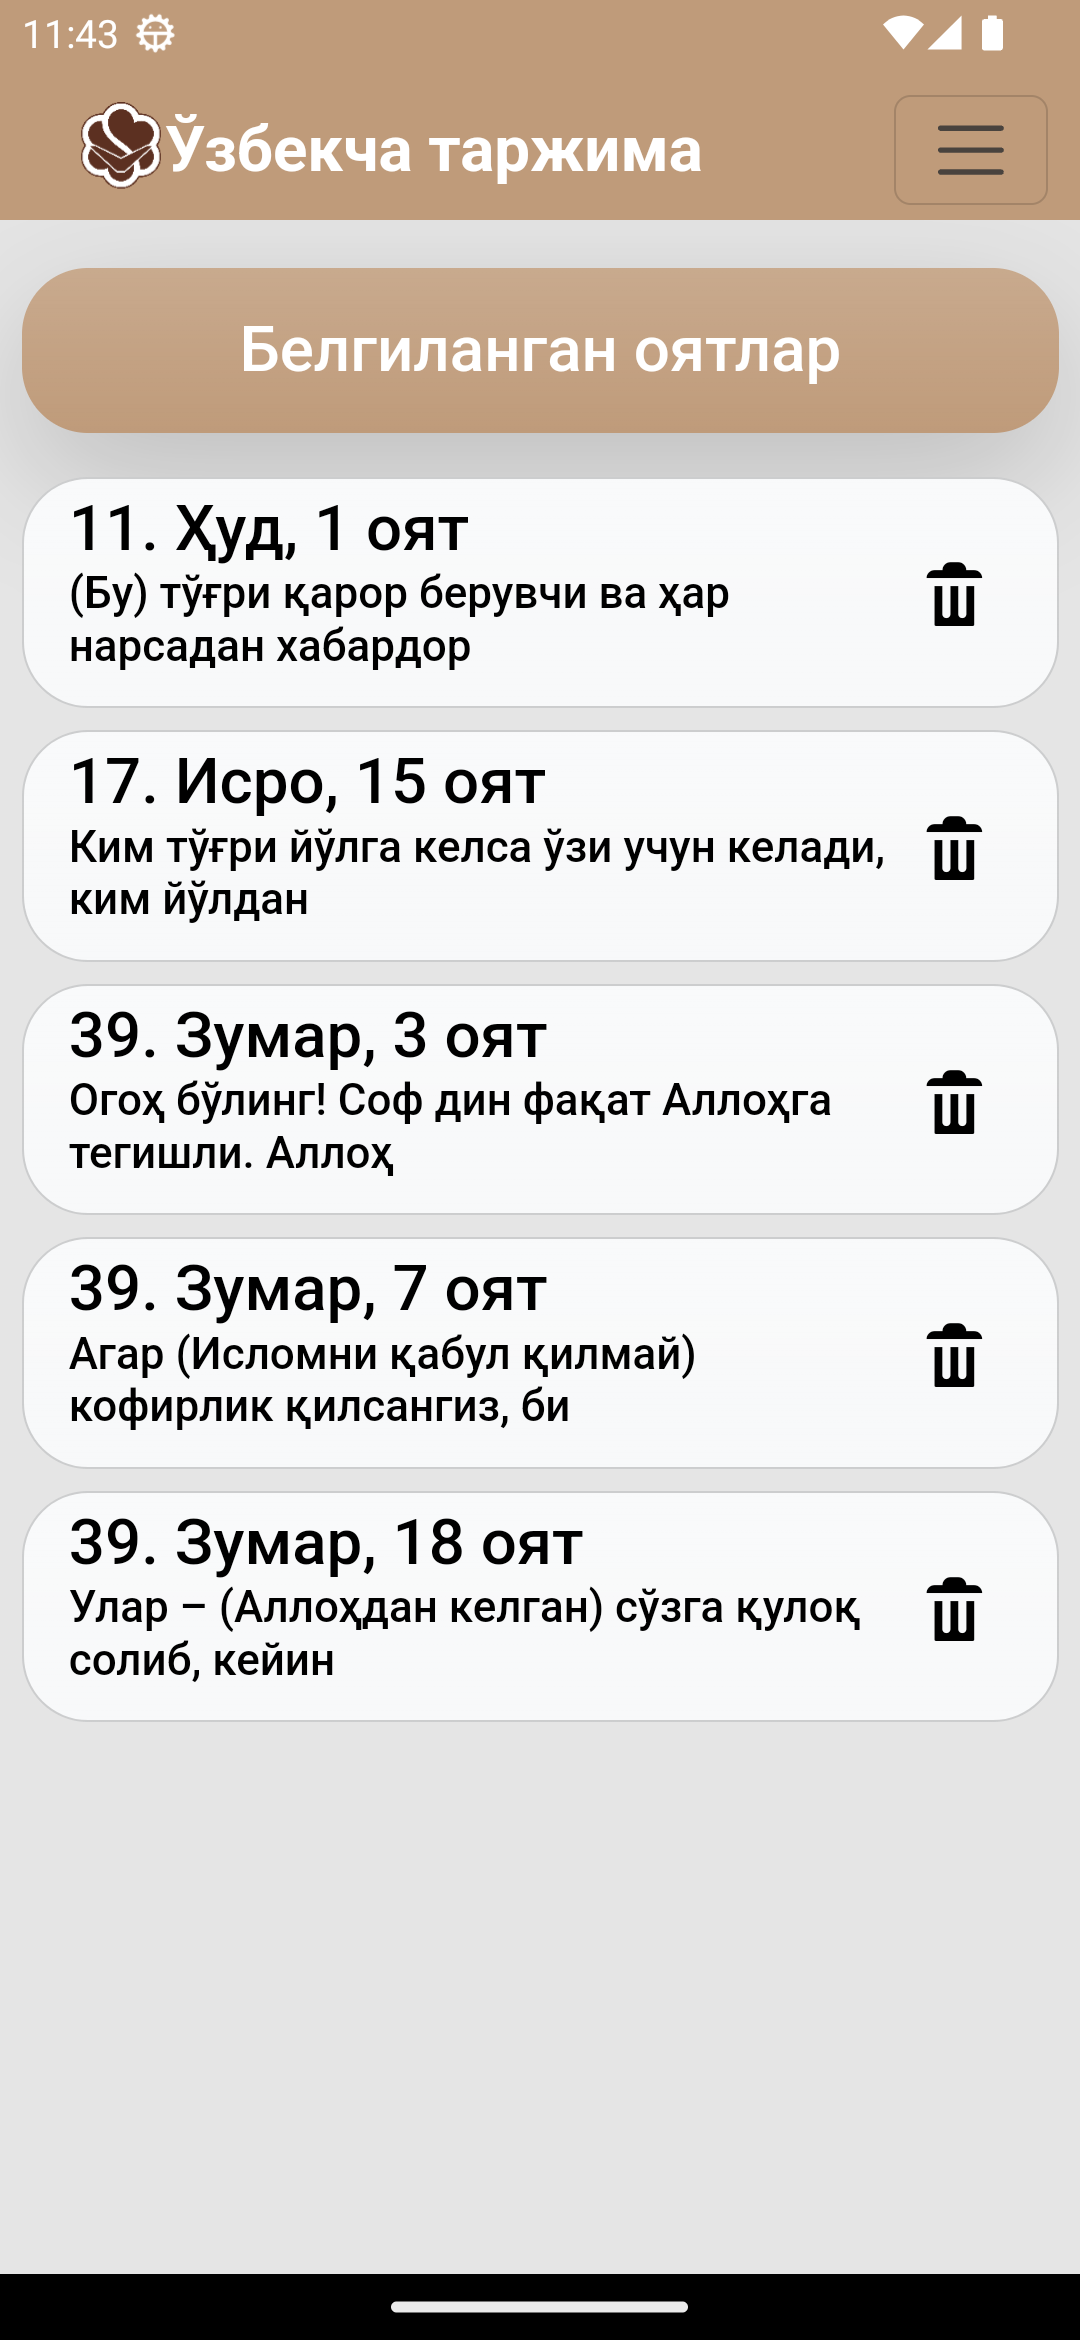 11:43
Ўзбекча таржима
Белгиланган оятлар
11. Ҳуд, 1 оят
(Бу) тўғри қарор берувчи ва ҳар
нарсадан хабардор
17. Исро, 15 оят
Ким тўғри йўлга келса ўзи учун келади,
ким йўлдан
39. Зумар, 3 оят
Огоҳ бўлинг! Соф дин фақат Аллоҳга
тегишли. Аллоҳ
39. Зумар, 7 оят
Агар (Исломни қабул қилмай)
кофирлик қилсангиз, би
39. Зумар, 18 оят
Улар – (Аллоҳдан келган) сўзга қулоқ
солиб, кейин